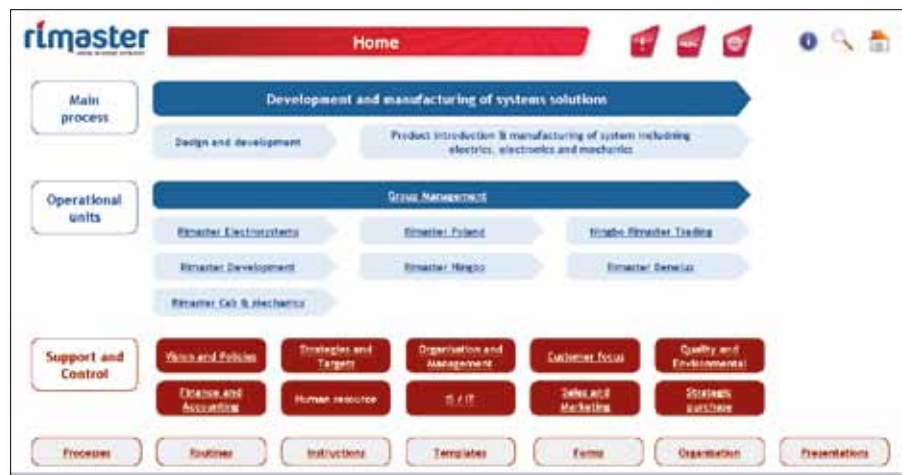 rimaster
Home
Main
process
Development and manufacturing of systems solutions
Design and development
Product introduction & manufacturing of system includning
electrics, electronics and mechanics
Operational
units
Group Management
Rimaster Electrosystems
Rimaster Poland
Ningbo Rimaster Trading
Rimaster Development
Rimaster Ningbo
Rimaster Benelux
Rimaster Cab & Mechanics
Support and
Control
Vision and Policies
Strategies and
Targets
Organisation and
Management
Customer focus
Quality and
Environmental
Finance and
Accounting
Human resource
IS / IT
Sales and
Marketing
Strategic
purchase
Processes
Routines
Instructions
Templates
Forms
Organisation
Presentations